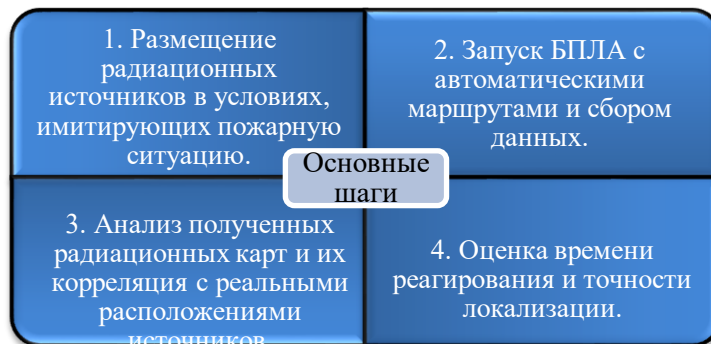 1. Размещение
радиационных
источников в условиях,
имитирующих пожарную
ситуацию.
2. Запуск БПЛА с
автоматическими
маршрутами и сбором
данных.
Основные
шаги
3. Анализ полученных
радиационных карт и их
корреляция с реальными
расположениями
источников
4. Оценка времени
реагирования и точности
локализации.